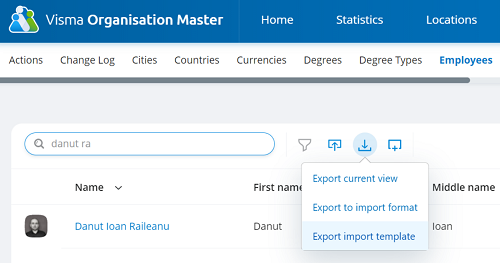 Visma Organisation Master Home Statistics Locations
Actions Change Log Cities Countries Currencies Degrees Degree Types Employees
danut ra
Export current view
Name First name Middle name
Export to import format
Danut Ioan Raileanu Danut Ioan
Export import template